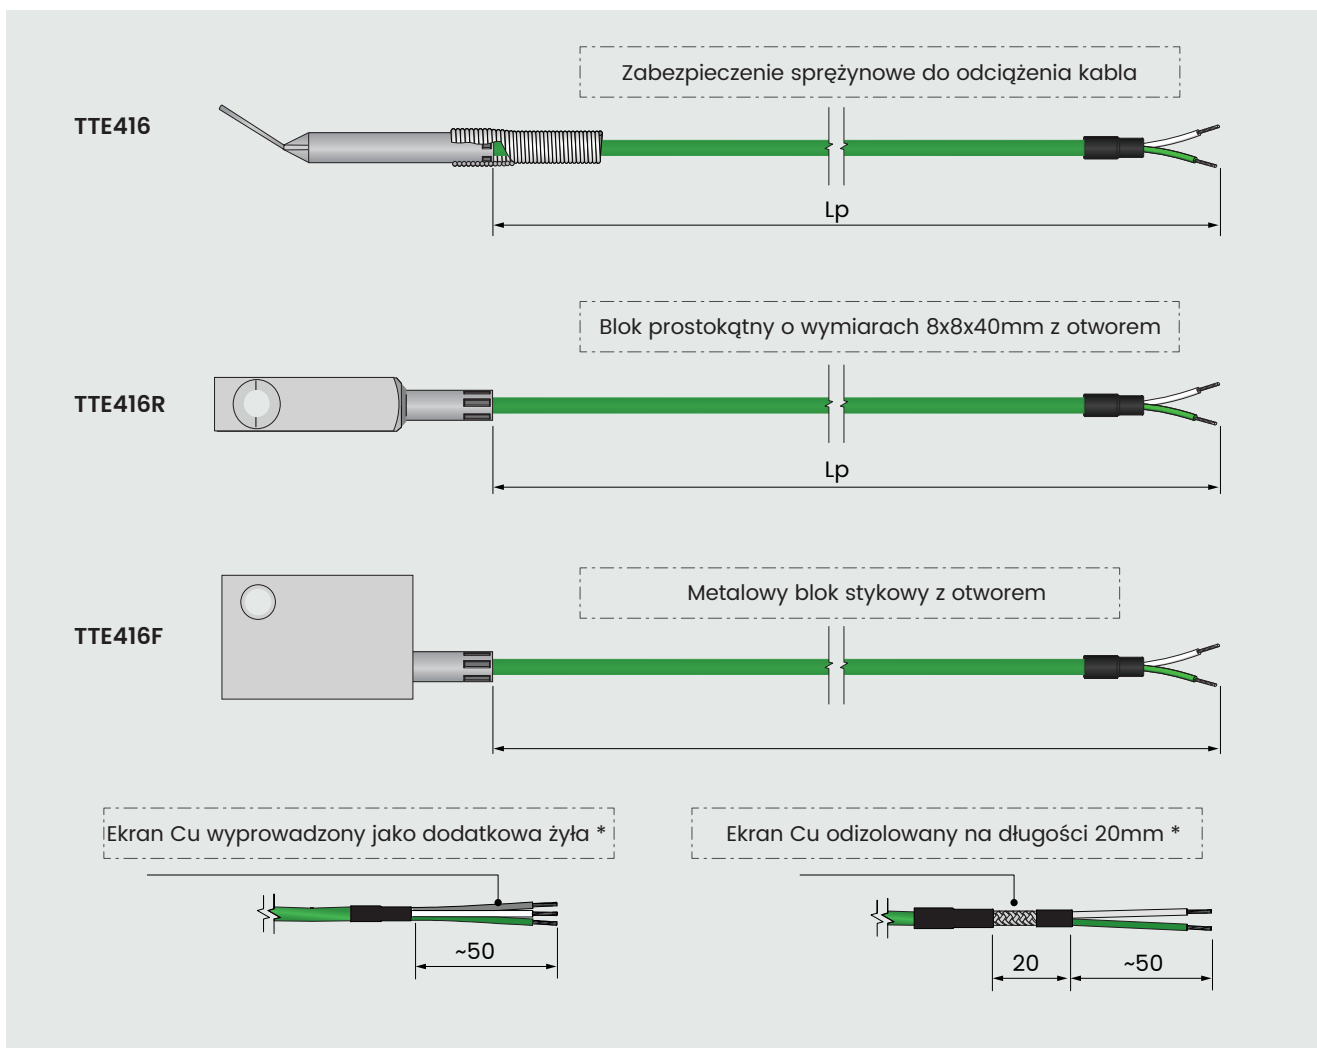 Zabezpieczenie sprężynowe do odciążenia kabla
TTE416
Lp
Blok prostokątny o wymiarach 8x8x40mm z otworem
TTE416R
Lp
Metalowy blok stykowy z otworem
TTE416F
Ekran Cu wyprowadzony jako dodatkowa żyła *
Ekran Cu odizolowany na długości 20mm *
~50
20
~50